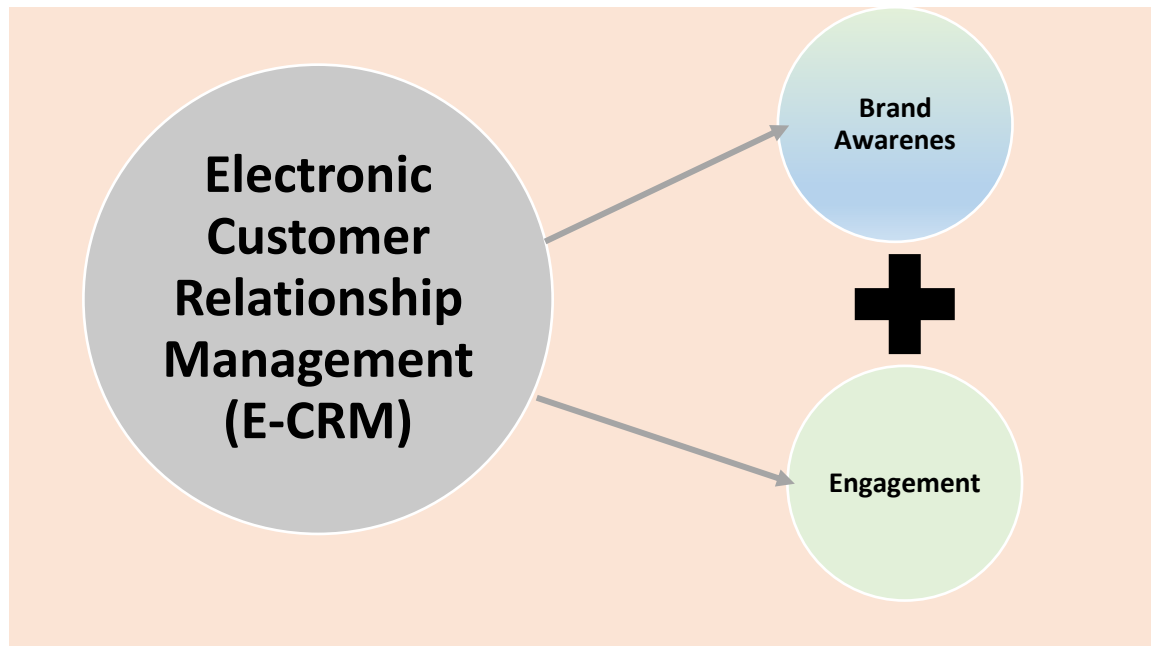 Electronic
Customer
Relationship
Management
(E-CRM)
Brand
Awarenes
Engagement